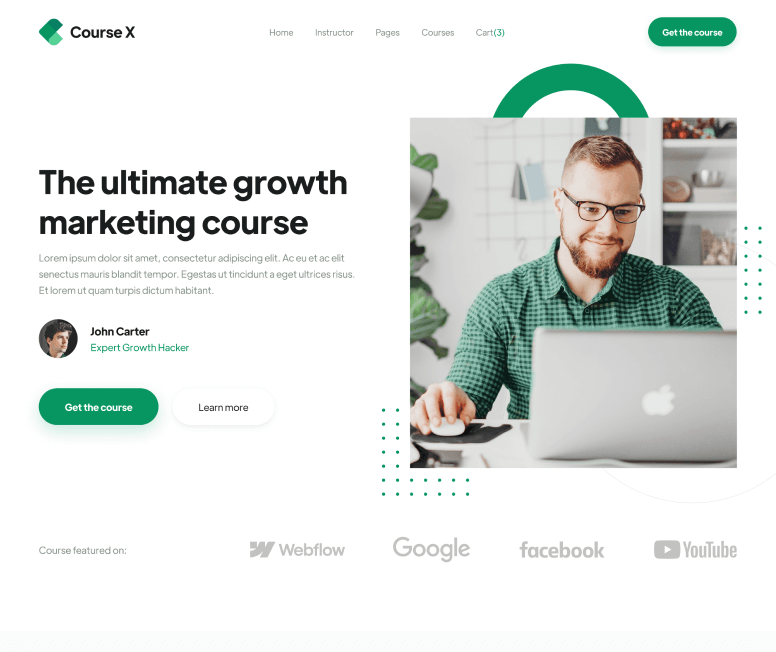 Course X
Home Instructor Pages Courses Cart(3)
Get the course
The ultimate growth
marketing course
Lorem ipsum dolor sit amet, consectetur adipiscing elit. Ac eu et ac elit
senectus mauris blandit tempor. Egestas ut tincidunt a eget ultrices risus.
Et lorem ut quam turpis dictum habitant.
John Carter
Expert Growth Hacker
Get the course
Learn more
Course featured on:
Webflow
Google
facebook
YouTube